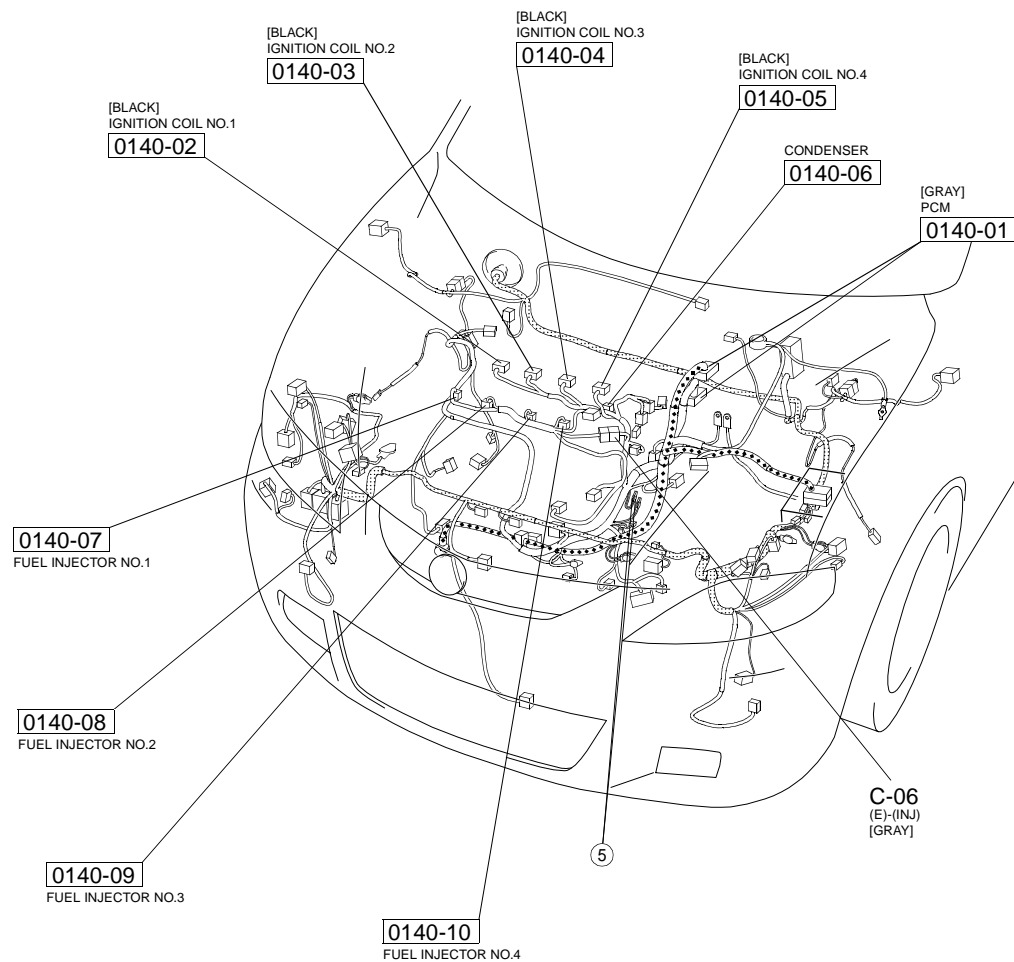 [BLACK]
IGNITION COIL NO.3
0140-04
[BLACK]
IGNITION COIL NO.2
0140-03
[BLACK]
IGNITION COIL NO.4
0140-05
[BLACK]
IGNITION COIL NO.1
0140-02
CONDENSER
0140-06
[GRAY]
PCM
0140-01
0140-07
FUEL INJECTOR NO.1
0140-08
FUEL INJECTOR NO.2
C-06
(E)-(INJ)
[GRAY]
5
0140-09
FUEL INJECTOR NO.3
0140-10
FUEL INJECTOR NO.4